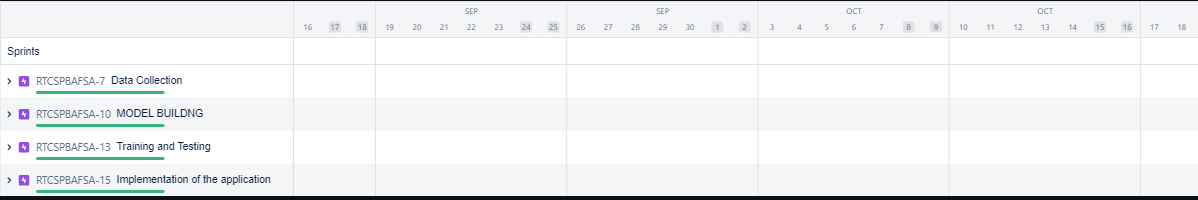 SEP SEP OCT OCT
16 17 18 19 20 21 22 23 24 25 26 27 28 29 30 1 2 3 4 5 6 7 8 9 10 11 12 13 14 15 16 17 18
Sprints
RTCSPBAFSA-7 Data Collection
RTCSPBAFSA-10 MODEL BUILDNG
RTCSPBAFSA-13 Training and Testing
RTCSPBAFSA-15 Implementation of the application